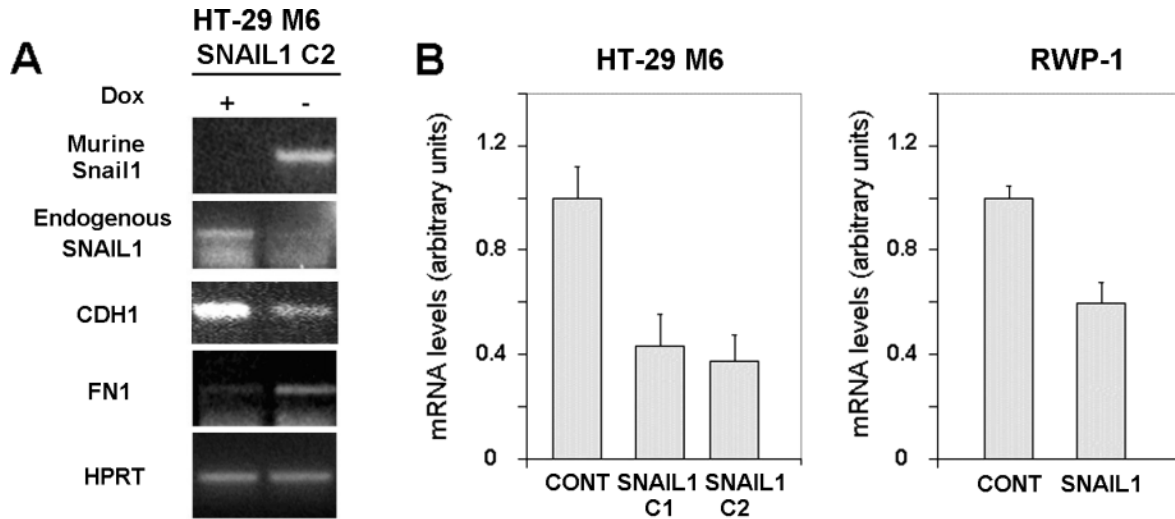 A
HT-29 M6
SNAIL1 C2
Dox
+ -
Murine
Snail1
Endogenous
SNAIL1
CDH1
FN1
HPRT
B
HT-29 M6
mRNA levels (arbitrary units)
1.2
0.8
0.4
0
CONT SNAIL1 SNAIL1
C1 C2
RWP-1
mRNA levels (arbitrary units)
1.2
0.8
0.4
0
CONT SNAIL1